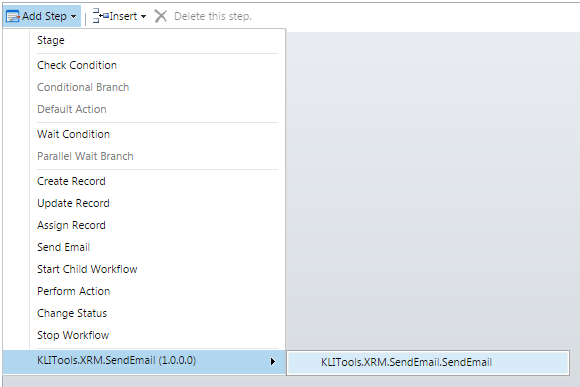 Add Step Insert Delete this step.
Stage
Check Condition
Conditional Branch
Default Action
Wait Condition
Parallel Wait Branch
Create Record
Update Record
Assign Record
Send Email
Start Child Workflow
Perform Action
Change Status
Stop Workflow
KLITools.XRM.SendEmail (1.0.0.0) KLITools.XRM.SendEmail.SendEmail